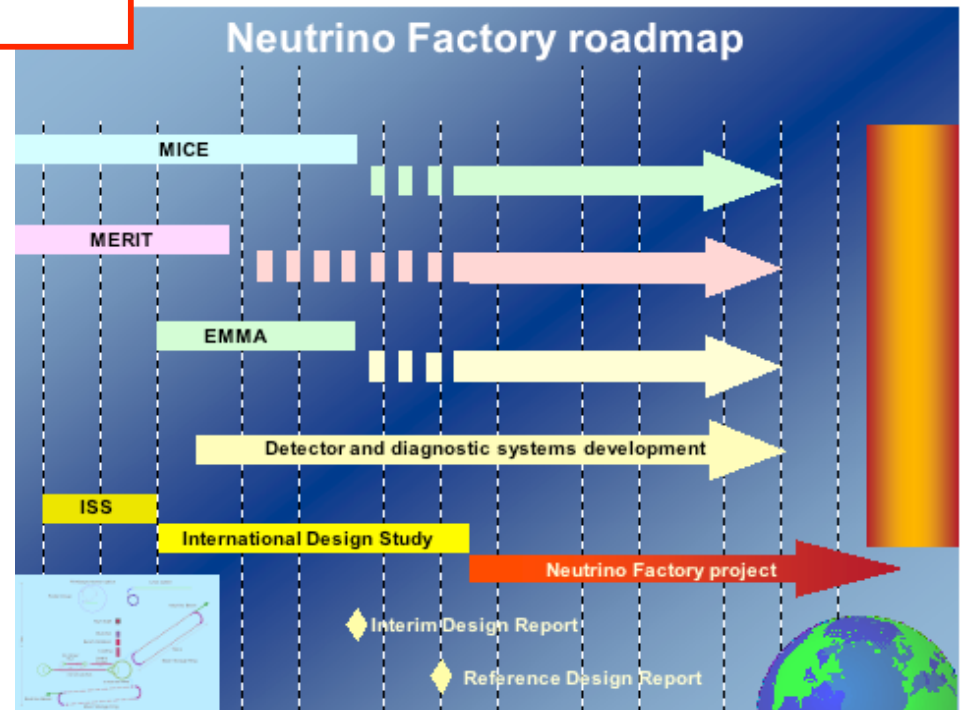 Neutrino Factory roadmap
MICE
MERIT
EMMA
Detector and diagnostic systems development
ISS
International Design Study
Neutrino Factory project
Interim Design Report
Reference Design Report